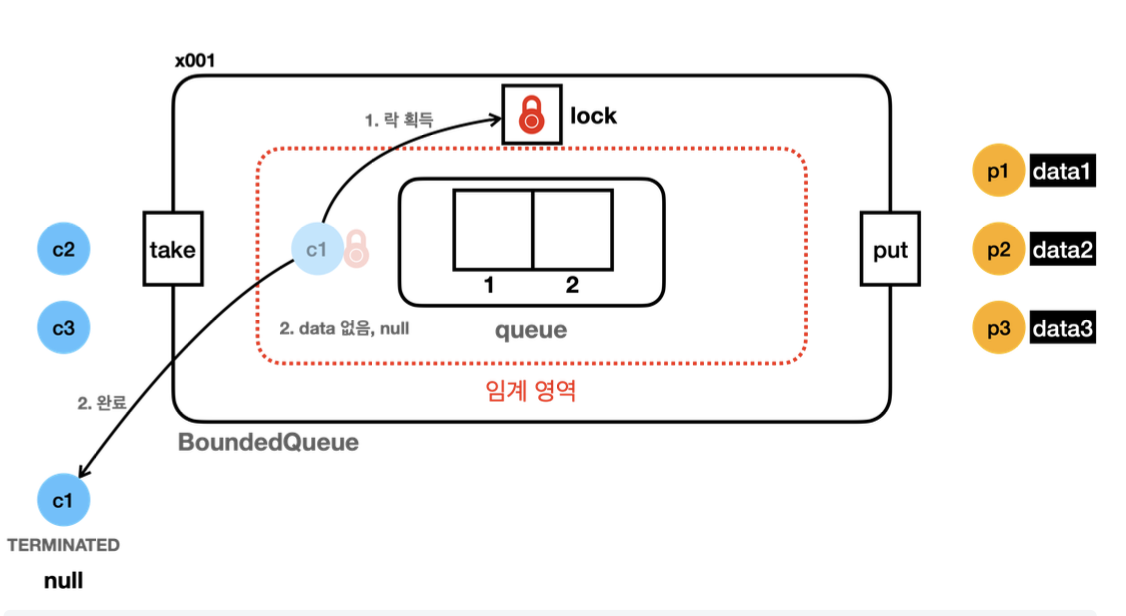 x001
1. 락 획득
lock
p1 data1
c2
take
c1
put
p2 data2
1 2
c3
2. data 없음, null
queue
p3 data3
임계 영역
2. 완료
BoundedQueue
c1
TERMINATED
null